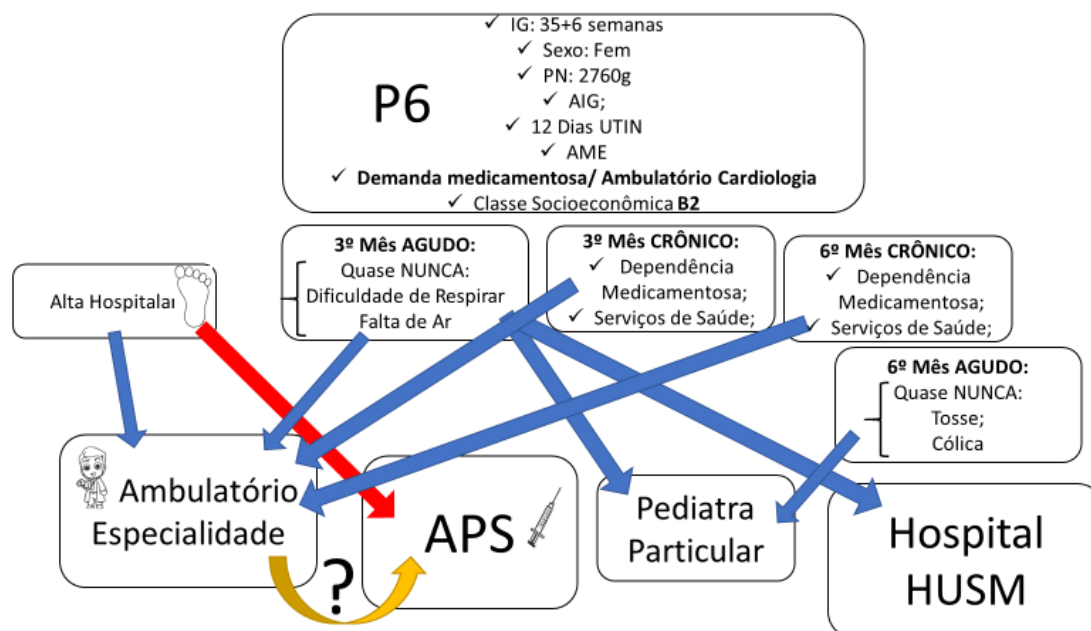 P6
✓ IG: 35+6 semanas
✓ Sexo: Fem
✓ PN: 2760g
✓ AIG;
✓ 12 Dias UTIN
✓ AME
✓ Demanda medicamentosa/ Ambulatório Cardiologia
✓ Classe Socioeconômica B2
Alta Hospitalar
3º Mês AGUDO:
Quase NUNCA:
Dificuldade de Respirar
Falta de Ar
3º Mês CRÔNICO:
✓ Dependência
Medicamentosa;
✓ Serviços de Saúde;
6º Mês CRÔNICO:
✓ Dependência
Medicamentosa;
✓ Serviços de Saúde;
6º Mês AGUDO:
Quase NUNCA:
Tosse;
Cólica
Ambulatório
Especialidade
?
APS
Pediatra
Particular
Hospital
HUSM